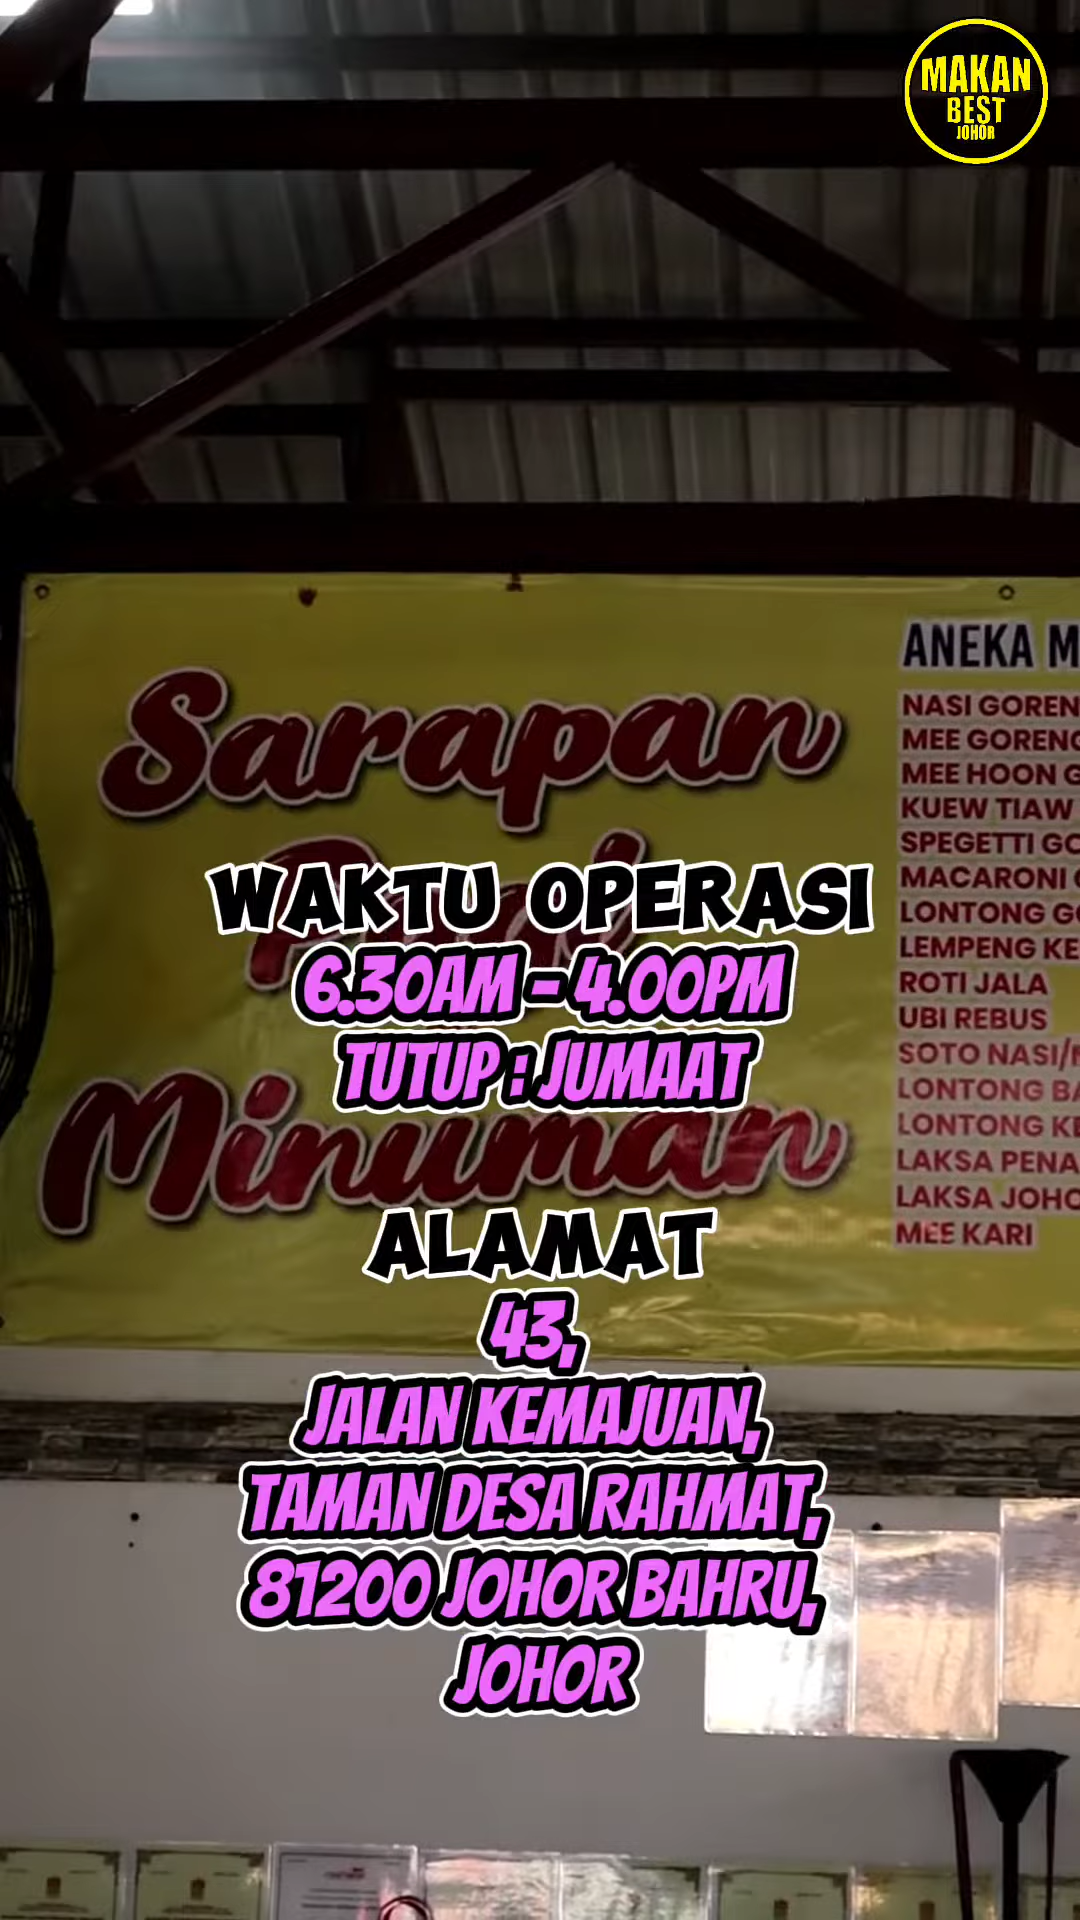 MAKAN
BEST
JOHOR
Sarapan
Minuman
ANEKA M
NASI GOREN
MEE GORENG
MEE HOON G
KUEW TIAW
SPEGETTI GO
MACARONI G
LONTONG GO
LEMPENG KE
ROTI JALA
UBI REBUS
SOTO NASI/M
LONTONG BA
LONTONG KE
LAKSA PENA
LAKSA JOHO
MEE KARI
WAKTU OPERASI
6.30AM - 4.00PM
TUTUP : JUMAAT
ALAMAT
43,
JALAN KEMAJUAN,
TAMAN DESA RAHMAT,
81200 JOHOR BAHRU,
JOHOR